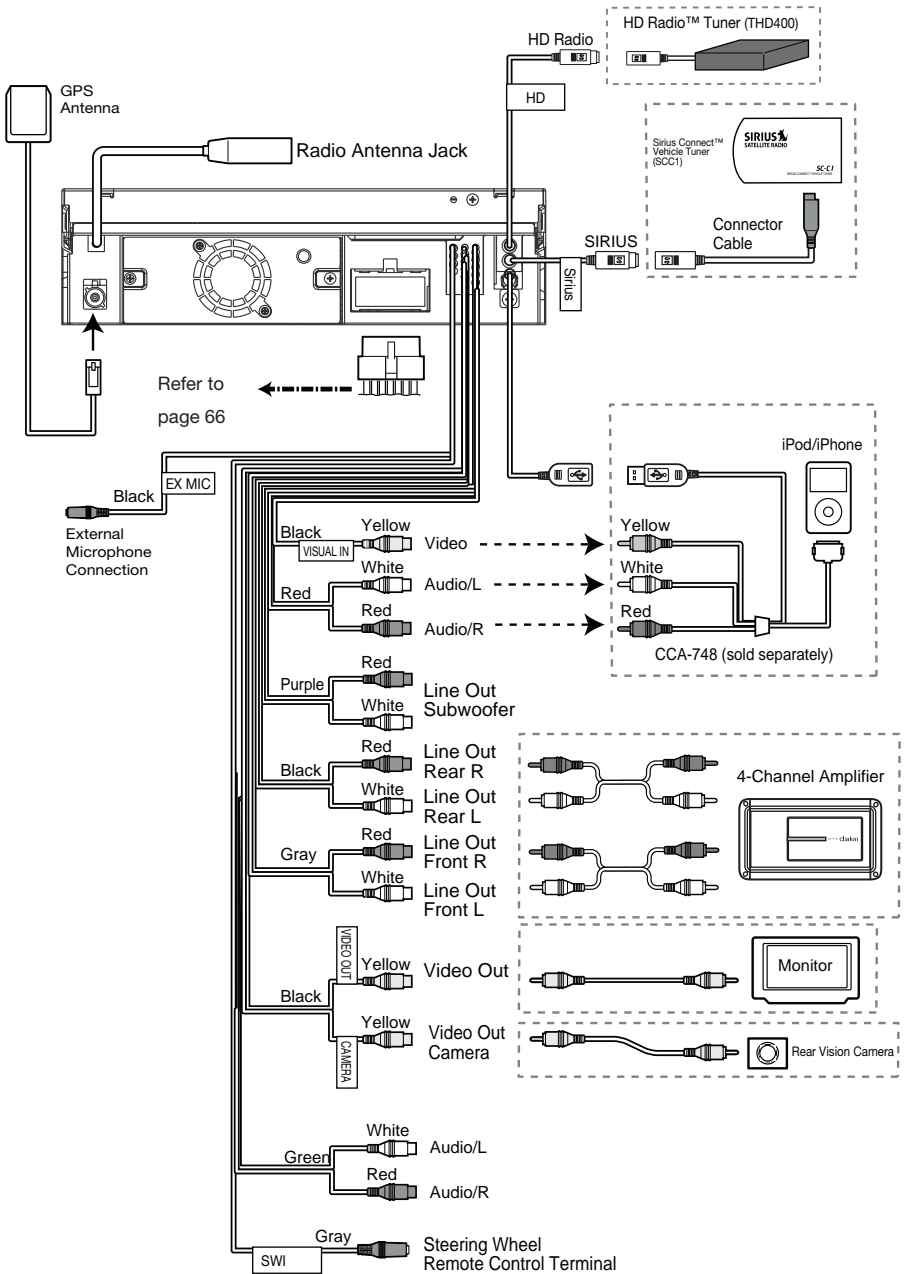 HD Radio™ Tuner (THD400)
HD Radio
HD
GPS
Antenna
Radio Antenna Jack
Sirius Connect™
Vehicle Tuner
(SCC1)
SIRIUS
SATELLITE RADIO
SC-C1
SIRIUS CONNECT VEHICLE TUNER
Connector
Cable
SIRIUS
Sirius
Refer to
page 66
iPod/iPhone
EX MIC
Black
External
Microphone
Connection
Black
VISUAL IN
Yellow
Video
White
Audio/L
Red
Red
Audio/R
Yellow
White
Red
CCA-748 (sold separately)
Purple
Red
White
Line Out
Subwoofer
Black
Red
Line Out
Rear R
White
Line Out
Rear L
Gray
Red
Line Out
Front R
White
Line Out
Front L
4-Channel Amplifier
clarion
VIDEO OUT
Yellow
Video Out
Black
Monitor
CAMERA
Yellow
Video Out
Camera
Rear Vision Camera
White
Audio/L
Green
Red
Audio/R
Gray
SWI
Steering Wheel
Remote Control Terminal